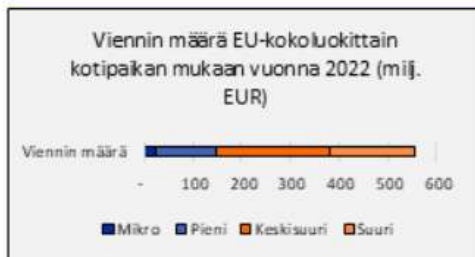 Viennin määrä EU-kokoluokittain
kotipaikan mukaan vuonna 2022 (milj.
EUR)
Viennin määrä
- 100 200 300 400 500 600
Mikro Pieni Keskisuuri Suuri